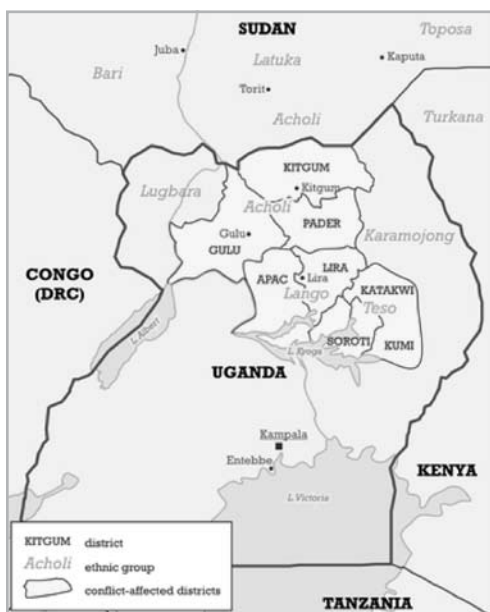 SUDAN
Toposa
Juba
Bari
Latuka
Kaputa
Torit
Acholi
Turkana
KITGUM
Lugbara
Kitgum
Acholi
PADER
Gulu
GULU
Karamojong
CONGO
(DRC)
APAC
LIRA
Lira
Lango
KATAKWI
Teso
L. Albert
SOROTI
KUMI
L. Kyoga
UGANDA
Kampala
Entebbe
KENYA
L. Victoria
KITGUM district
Acholi ethnic group
conflict-affected districts
TANZANIA